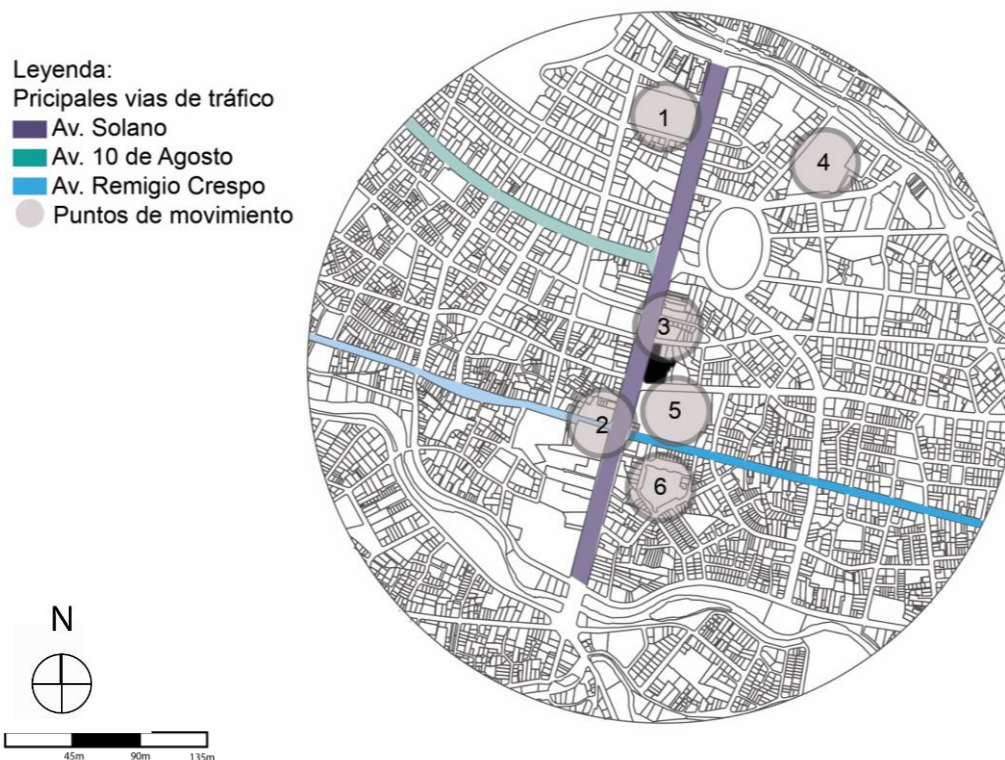 Leyenda:
Pricipales vias de tráfico
Av. Solano
Av. 10 de Agosto
Av. Remigio Crespo
Puntos de movimiento
1
4
3
5
2
6
N
45m 90m 135m